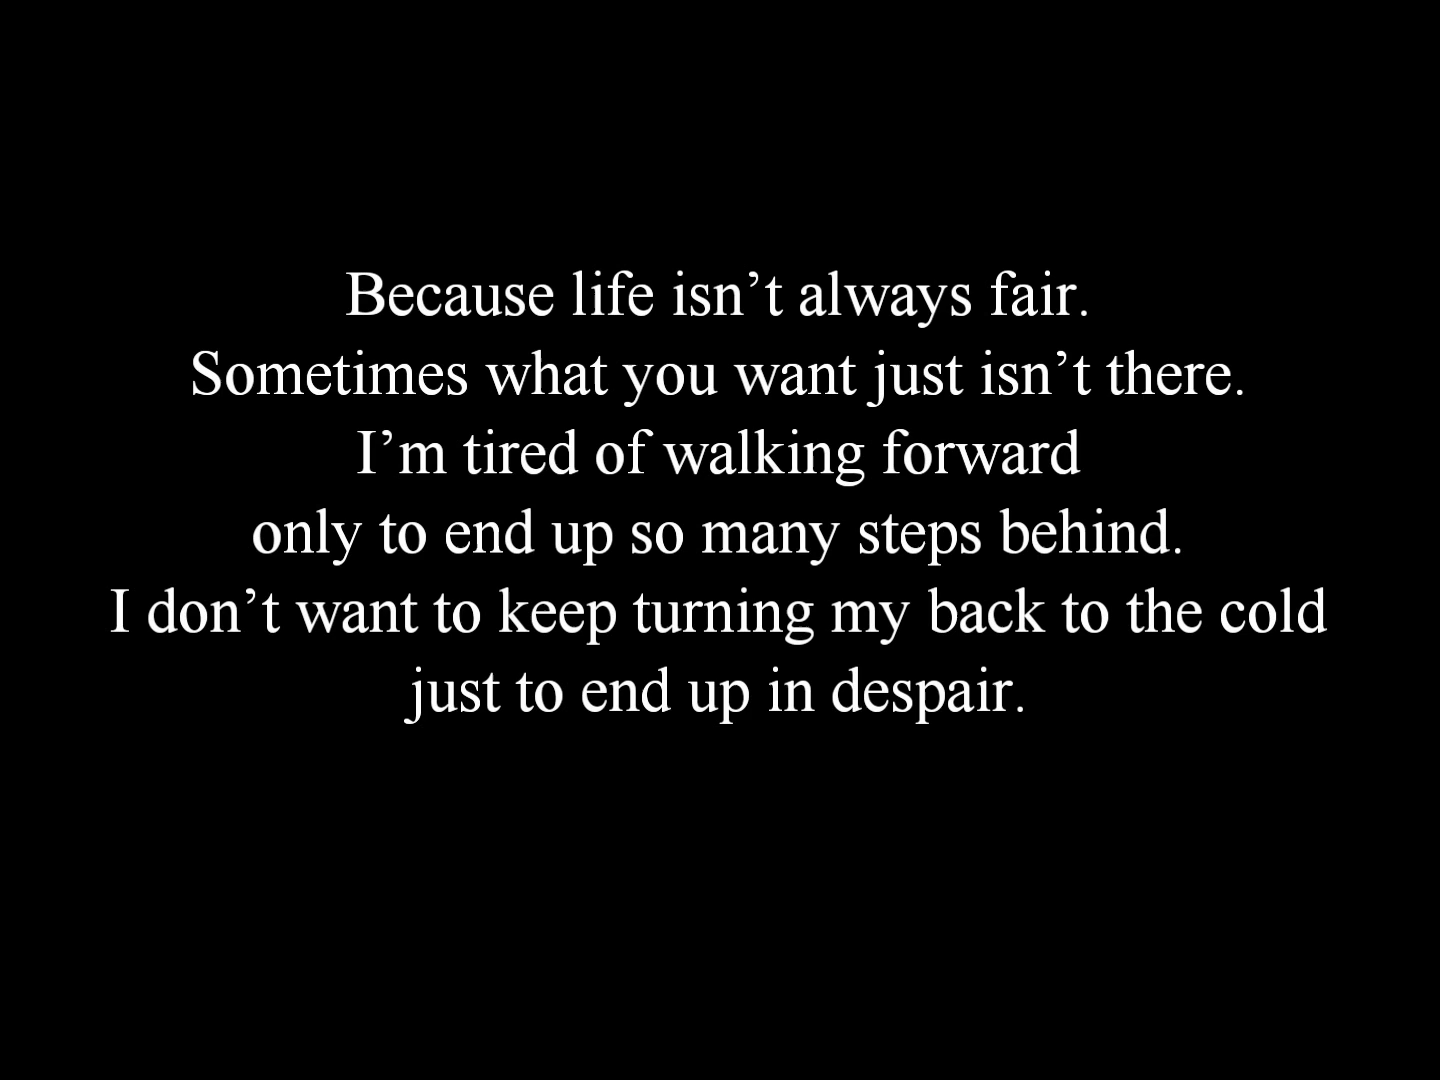 Because life isn’t always fair.
Sometimes what you want just isn’t there.
I’m tired of walking forward
only to end up so many steps behind.
I don’t want to keep turning my back to the cold
just to end up in despair.